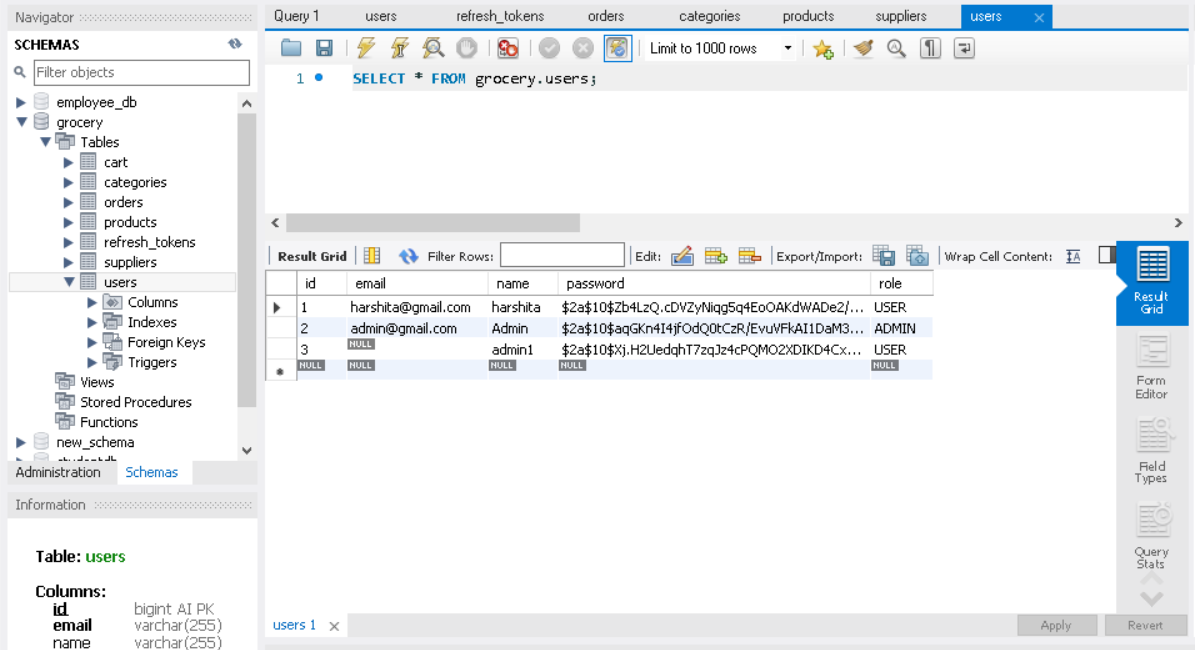 Navigator
SCHEMAS
Filter objects
employee_db
grocery
Tables
cart
categories
orders
products
refresh_tokens
suppliers
users
Columns
Indexes
Foreign Keys
Triggers
Views
Stored Procedures
Functions
new_schema
studentdb
Administration Schemas
Information
Table: users
Columns:
id bigint AI PK
email varchar(255)
name varchar(255)
Query 1 users refresh_tokens orders categories products suppliers users
Limit to 1000 rows
1 SELECT * FROM grocery.users;
Result Grid Filter Rows: Edit: Export/Import: Wrap Cell Content:
id email name password role
1 harshita@gmail.com harshita $2a$10$Zb4LzQ.cDVZyNiqg5q4EoOAKdWADe2/... USER
2 admin@gmail.com Admin $2a$10$aqGKn4I4jfOdQ0tCzR/EvuVFkAI1DaM3... ADMIN
3 NULL admin1 $2a$10$Xj.H2UedqhT7zqJz4cPQMO2XDIKD4Cx... USER
NULL NULL NULL NULL NULL
Result
Grid
Form
Editor
Field
Types
Query
Stats
users 1
Apply Revert